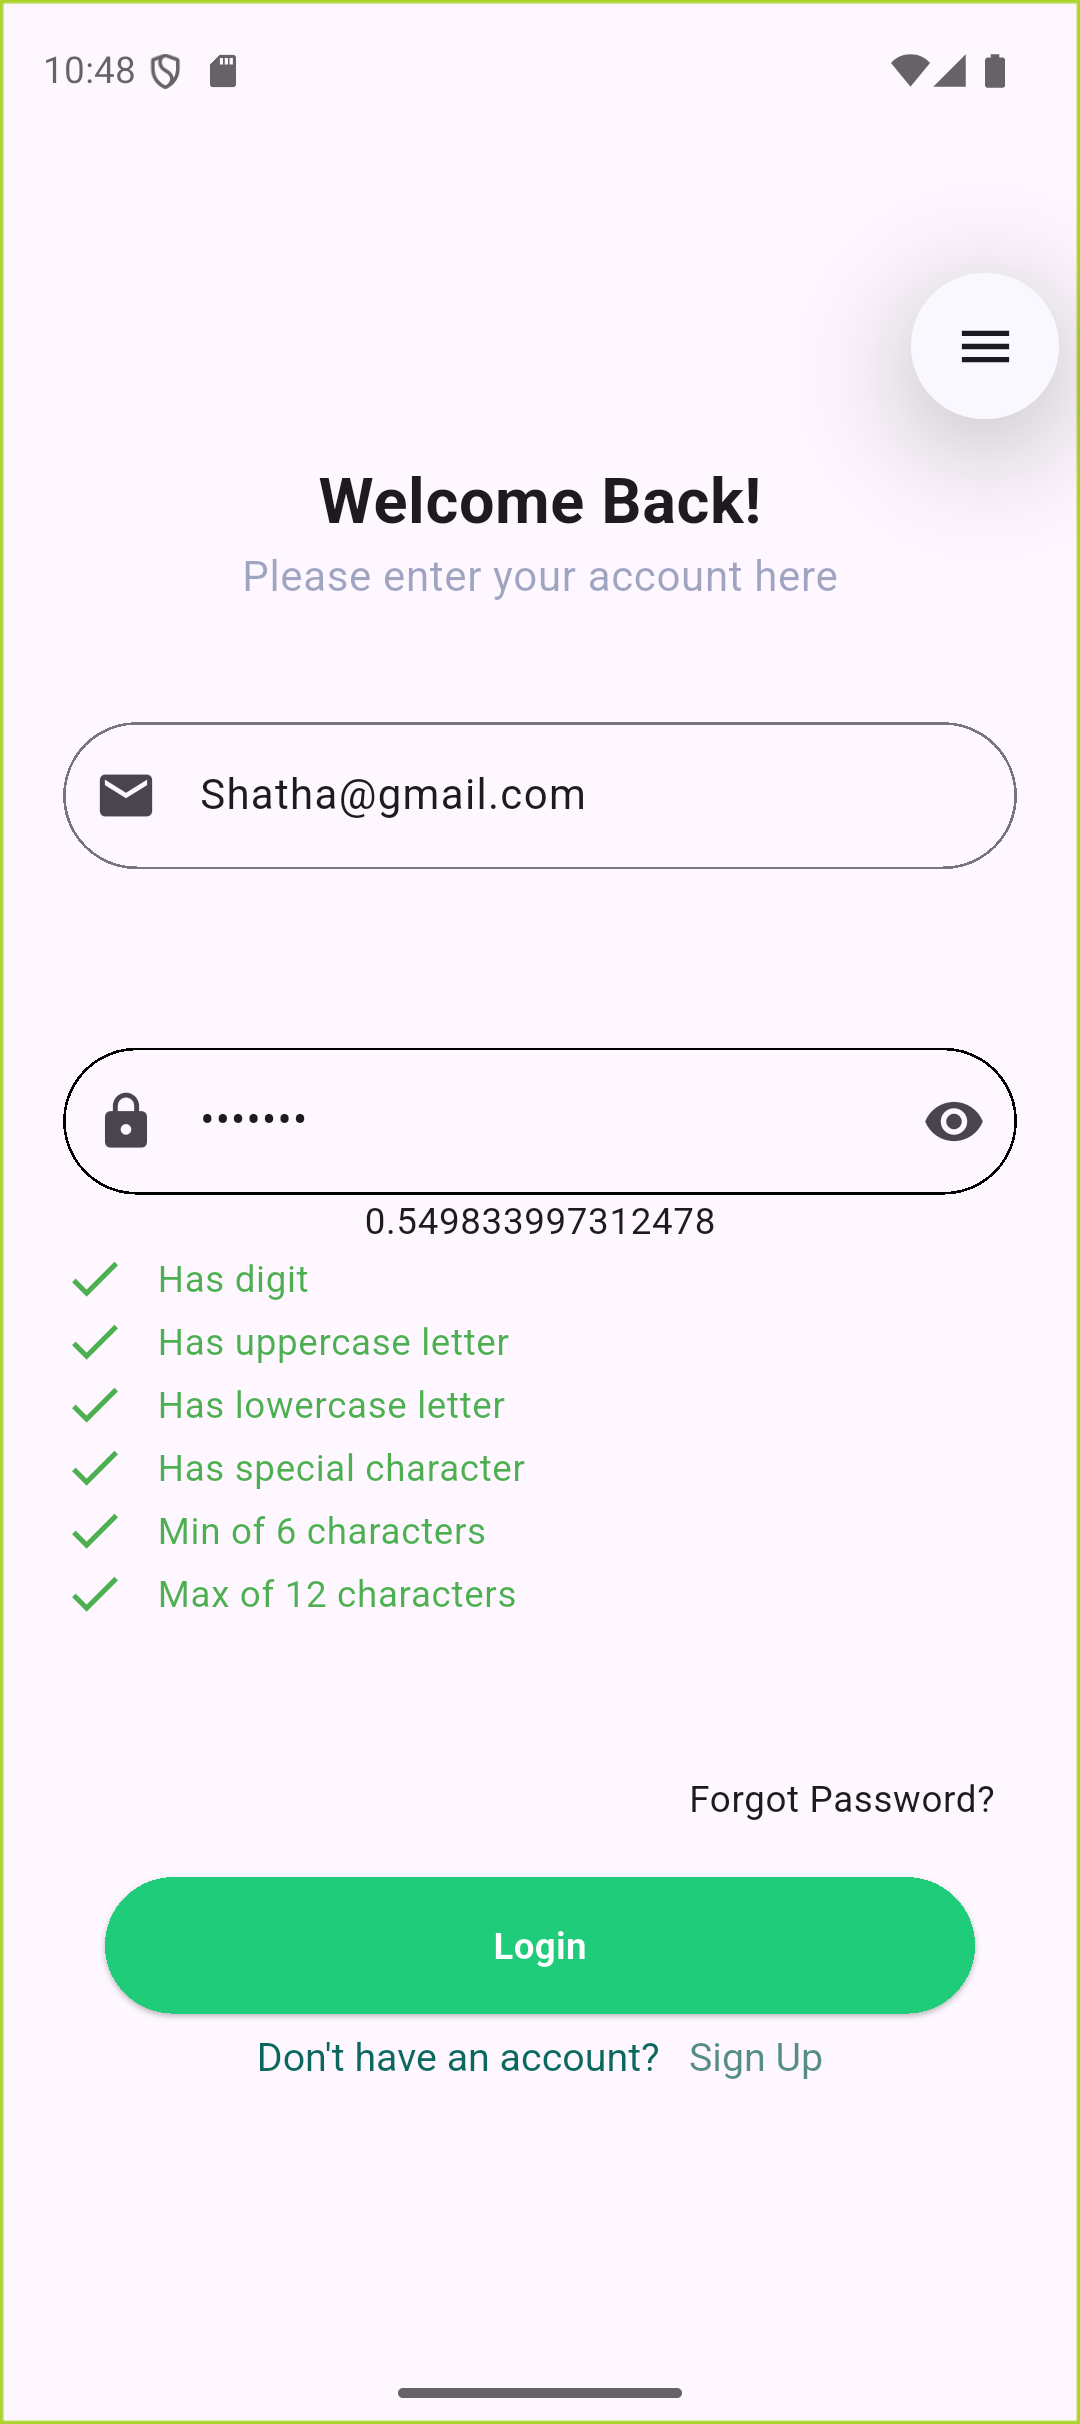 10:48
Welcome Back!
Please enter your account here
Shatha@gmail.com
•••••••
0.549833997312478
Has digit
Has uppercase letter
Has lowercase letter
Has special character
Min of 6 characters
Max of 12 characters
Forgot Password?
Login
Don't have an account? Sign Up